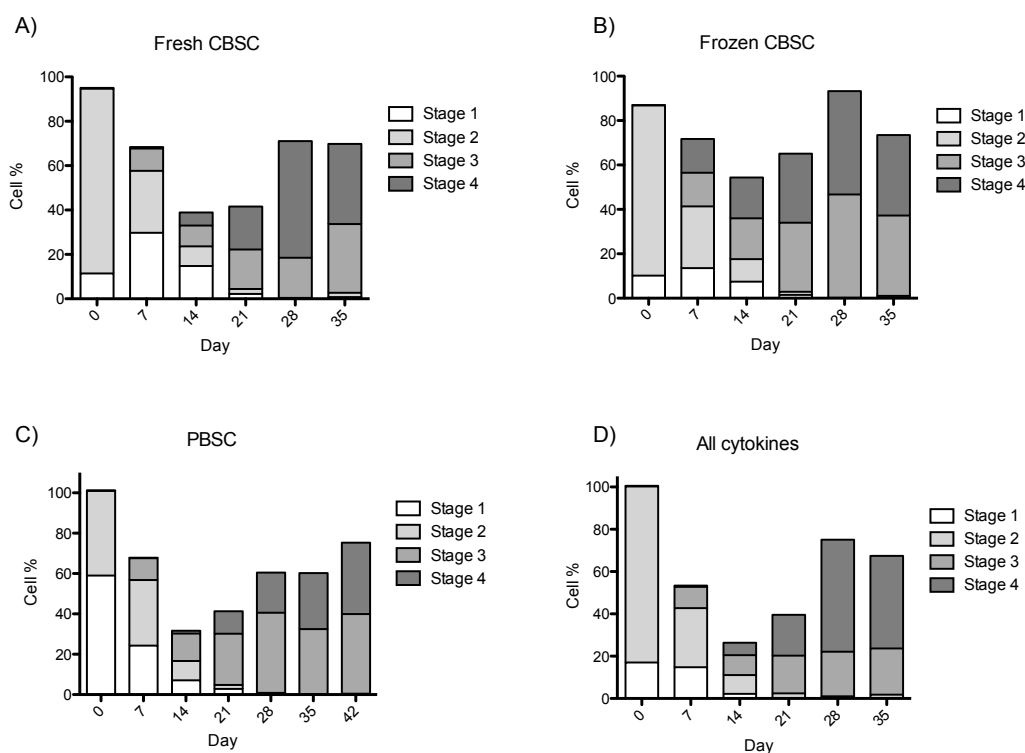 A)
Fresh CBSC
100
80
60
40
20
0
Cell %
0 7 14 21 28 35
Day
Stage 1
Stage 2
Stage 3
Stage 4
B)
Frozen CBSC
100
80
60
40
20
0
Cell %
0 7 14 21 28 35
Day
Stage 1
Stage 2
Stage 3
Stage 4
C)
PBSC
100
80
60
40
20
0
Cell %
0 7 14 21 28 35 42
Day
Stage 1
Stage 2
Stage 3
Stage 4
D)
All cytokines
100
80
60
40
20
0
Cell %
0 7 14 21 28 35
Day
Stage 1
Stage 2
Stage 3
Stage 4